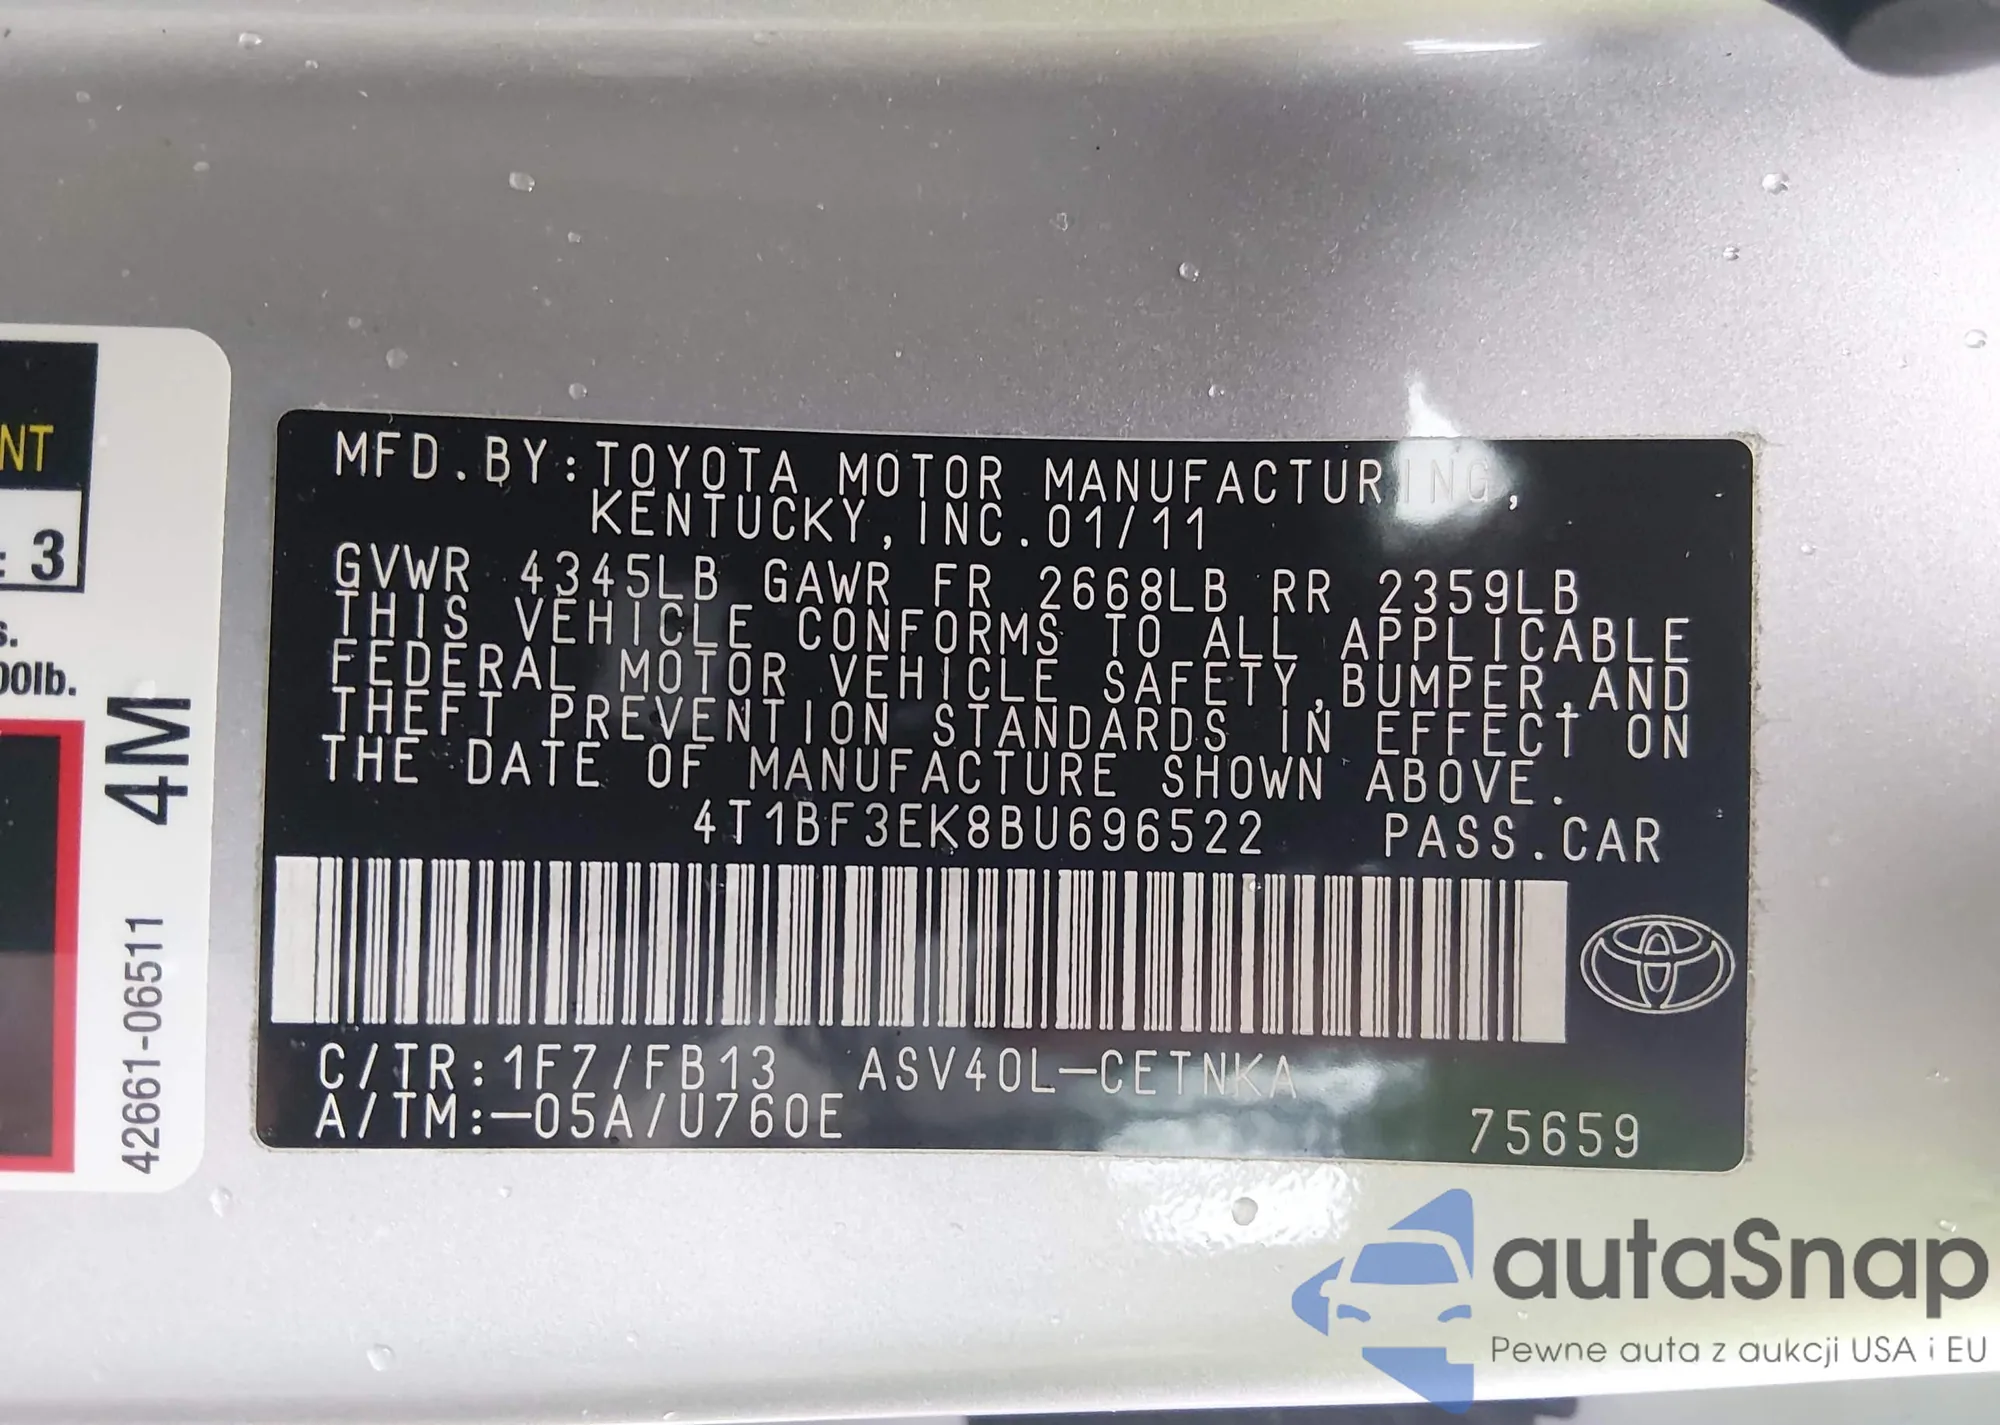 NT
: 3
s.
00lb.
4M
42661-06511
MFD.BY:TOYOTA MOTOR MANUFACTURING,
KENTUCKY,INC.01/11
GVWR 4345LB GAWR FR 2668LB RR 2359LB
THIS VEHICLE CONFORMS TO ALL APPLICABLE
FEDERAL MOTOR VEHICLE SAFETY,BUMPER,AND
THEFT PREVENTION STANDARDS IN EFFECT ON
THE DATE OF MANUFACTURE SHOWN ABOVE.
4T1BF3EK8BU696522 PASS.CAR
C/TR:1F7/FB13 ASV40L-CETNKA
A/TM:-05A/U760E
75659
autaSnap
Pewne auta z aukcji USA i EU